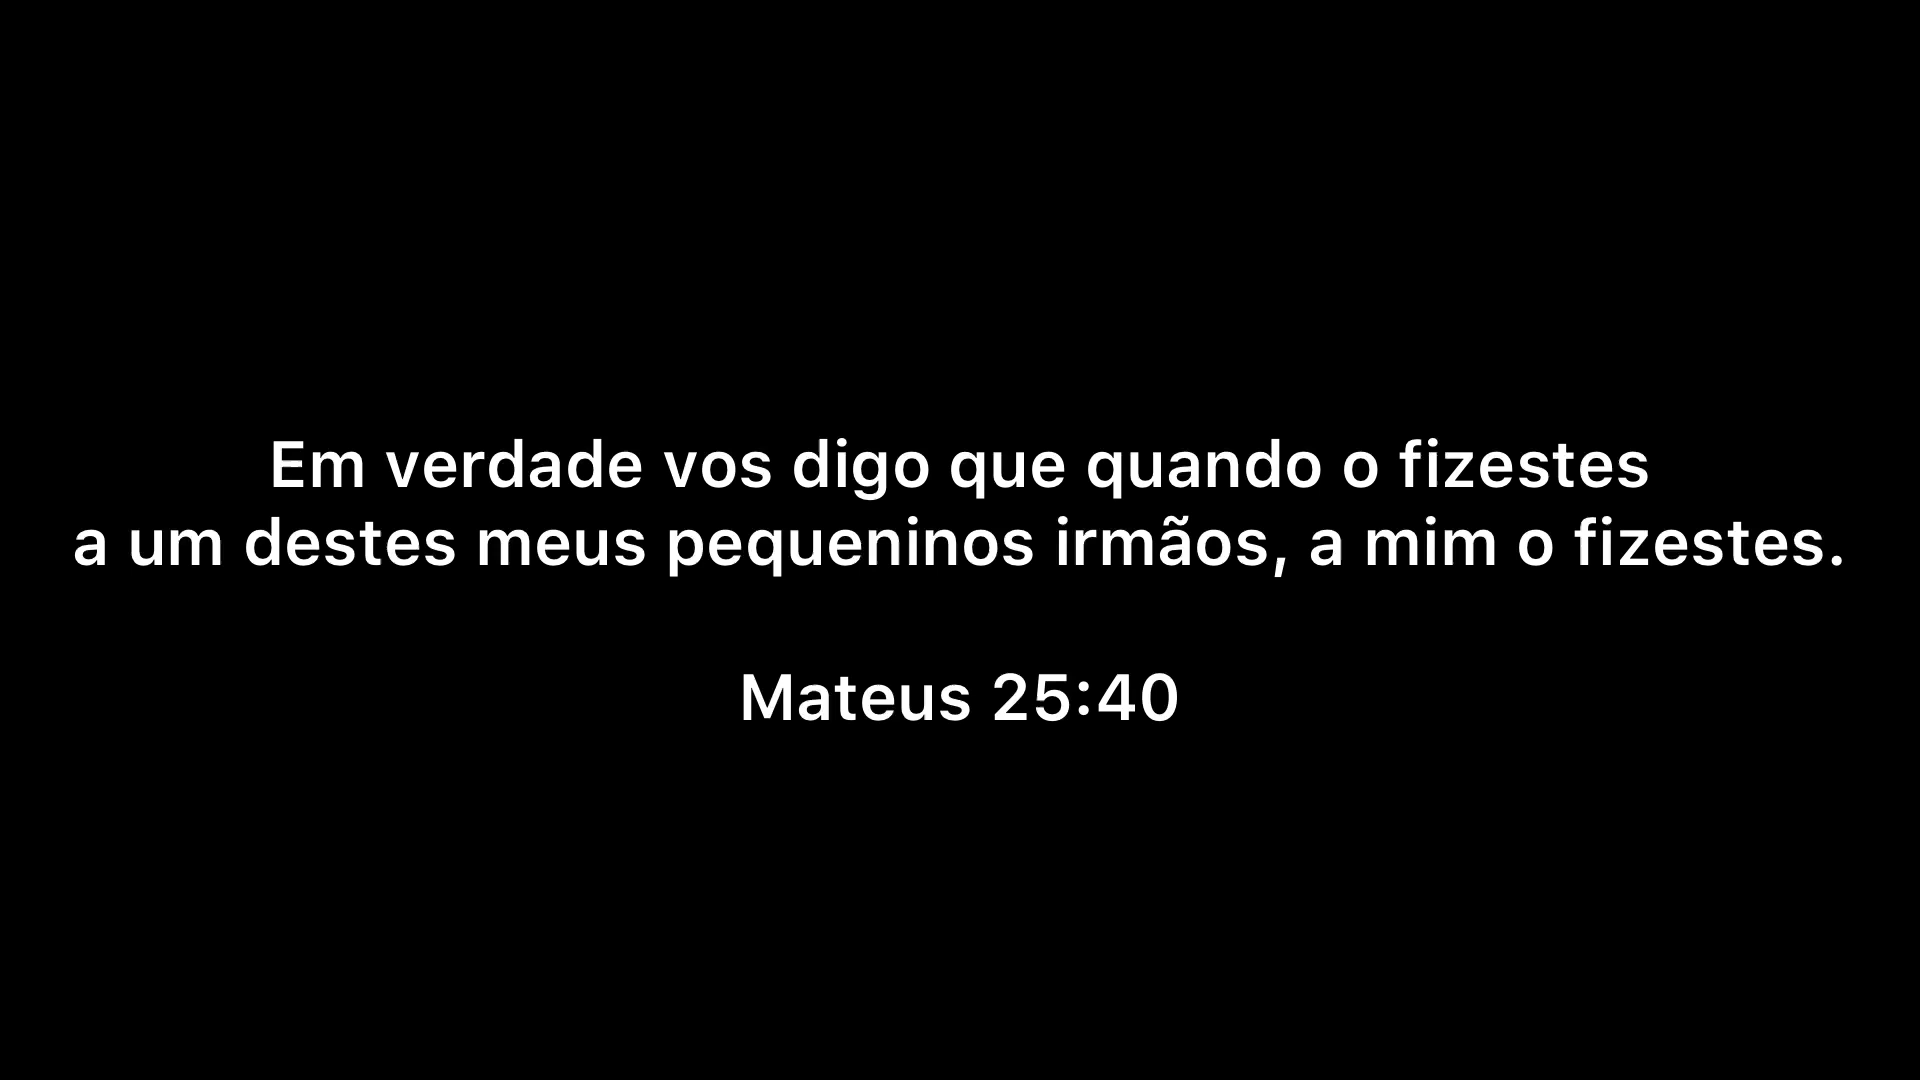 Em verdade vos digo que quando o fizestes
a um destes meus pequeninos irmãos, a mim o fizestes.
Mateus 25:40